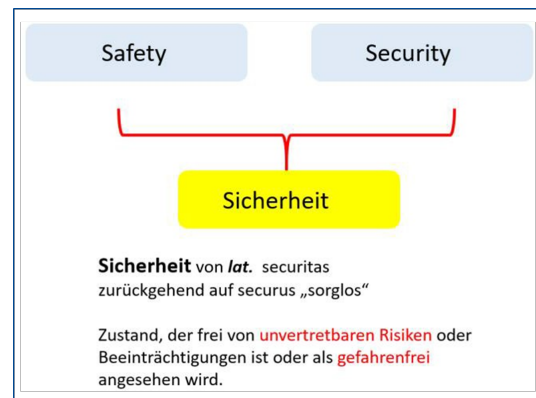 Safety
Security
Sicherheit
Sicherheit von lat. securitas
zurückgehend auf securus „sorglos“
Zustand, der frei von unvertretbaren Risiken oder
Beeinträchtigungen ist oder als gefahrenfrei
angesehen wird.